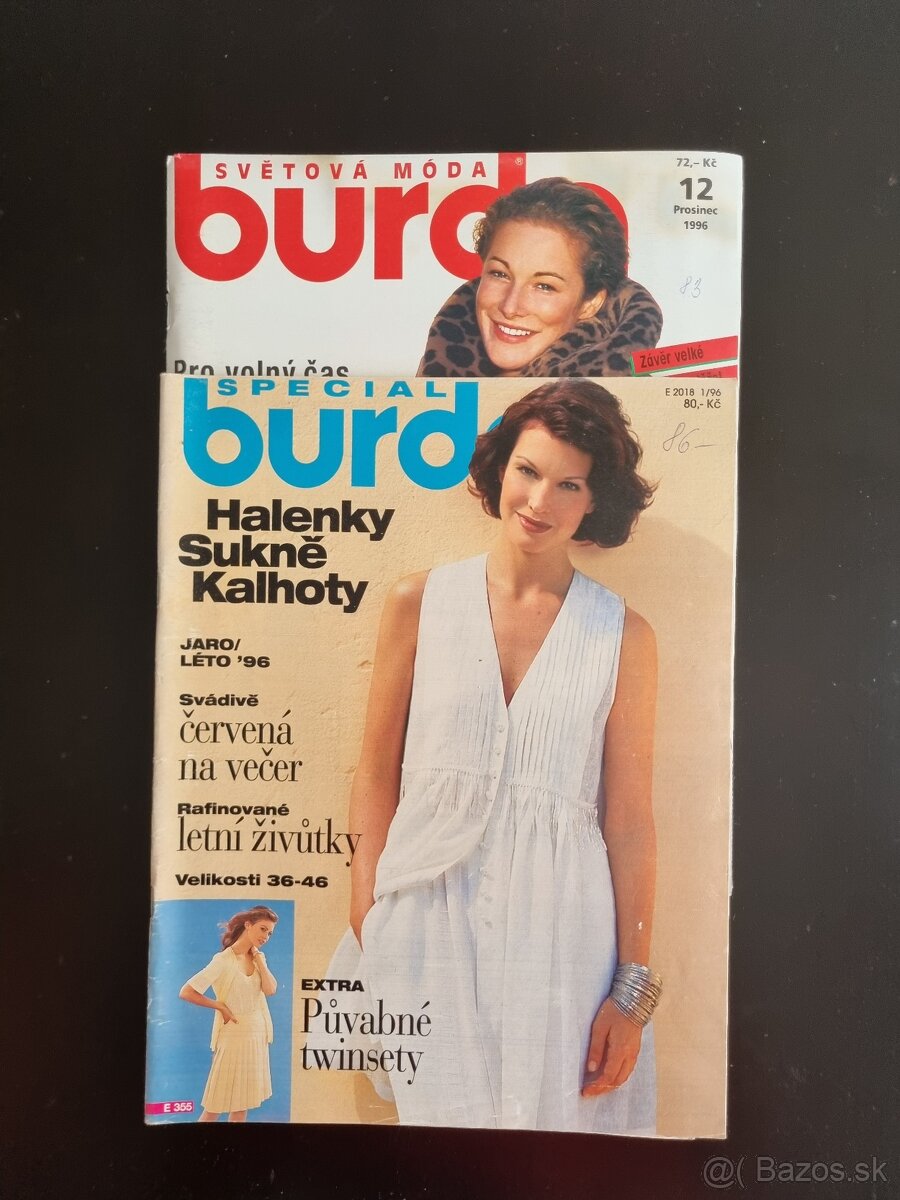 SVĚTOVÁ MÓDA ®
burda
72,- Kč
12
Prosinec
1996
83
Pro volný čas
Závěr velké
SPECIAL
burda
E 2018 1/96
80,- Kč
86-
Halenky
Sukně
Kalhoty
JARO/
LÉTO '96
Svádivě
červená
na večer
Rafinované
letní živůtky
Velikosti 36-46
EXTRA
Půvabné
twinsety
E 355
@( Bazos.sk